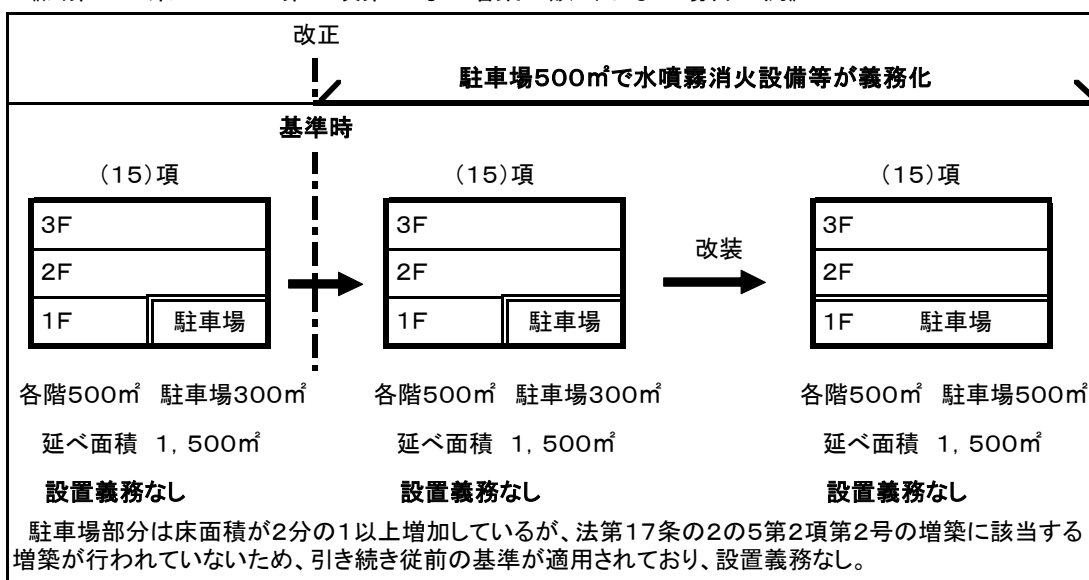 改正
駐車場500㎡で水噴霧消火設備等が義務化
基準時
(15)項
(15)項
(15)項
3F
2F
1F 駐車場
3F
2F
1F 駐車場
改装
3F
2F
1F 駐車場
各階500㎡ 駐車場300㎡
延べ面積 1,500㎡
設置義務なし
各階500㎡ 駐車場300㎡
延べ面積 1,500㎡
設置義務なし
各階500㎡ 駐車場500㎡
延べ面積 1,500㎡
設置義務なし
駐車場部分は床面積が2分の1以上増加しているが、法第17条の2の5第2項第2号の増築に該当する
増築が行われていないため、引き続き従前の基準が適用されており、設置義務なし。